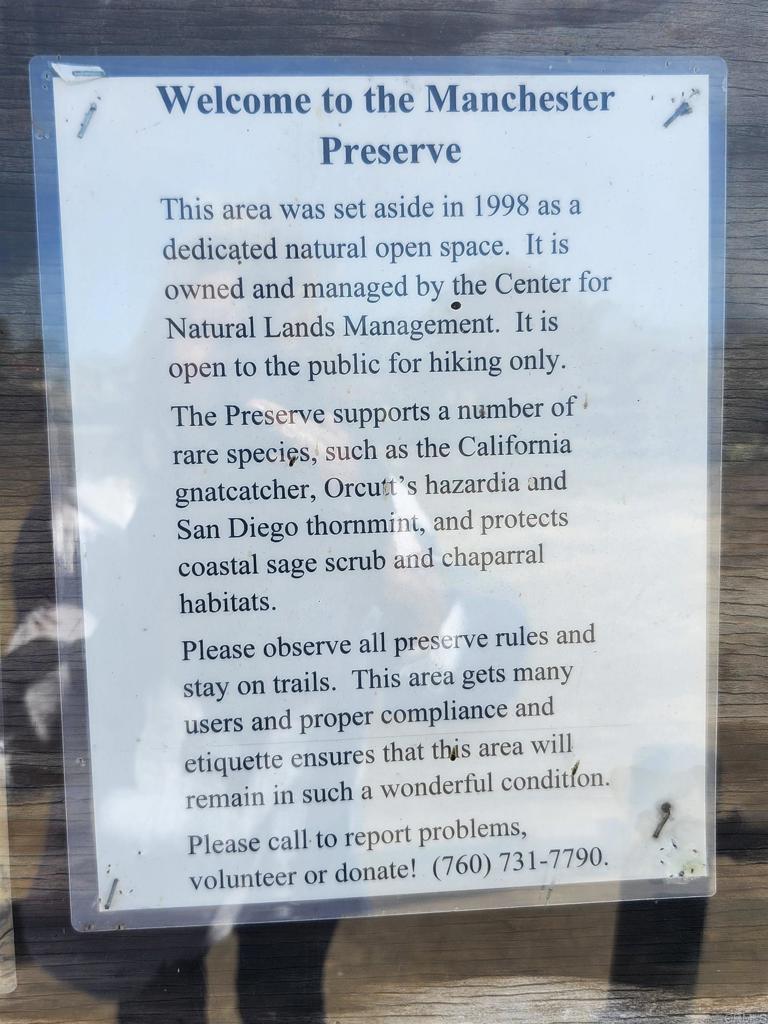 Welcome to the Manchester
Preserve
This area was set aside in 1998 as a
dedicated natural open space.  It is
owned and managed by the Center for
Natural Lands Management.  It is
open to the public for hiking only.
The Preserve supports a number of
rare species, such as the California
gnatcatcher, Orcutt's hazardia and
San Diego thornmint, and protects
coastal sage scrub and chaparral
habitats.
Please observe all preserve rules and
stay on trails.  This area gets many
users and proper compliance and
etiquette ensures that this area will
remain in such a wonderful condition.
Please call to report problems,
volunteer or donate!  (760) 731-7790.